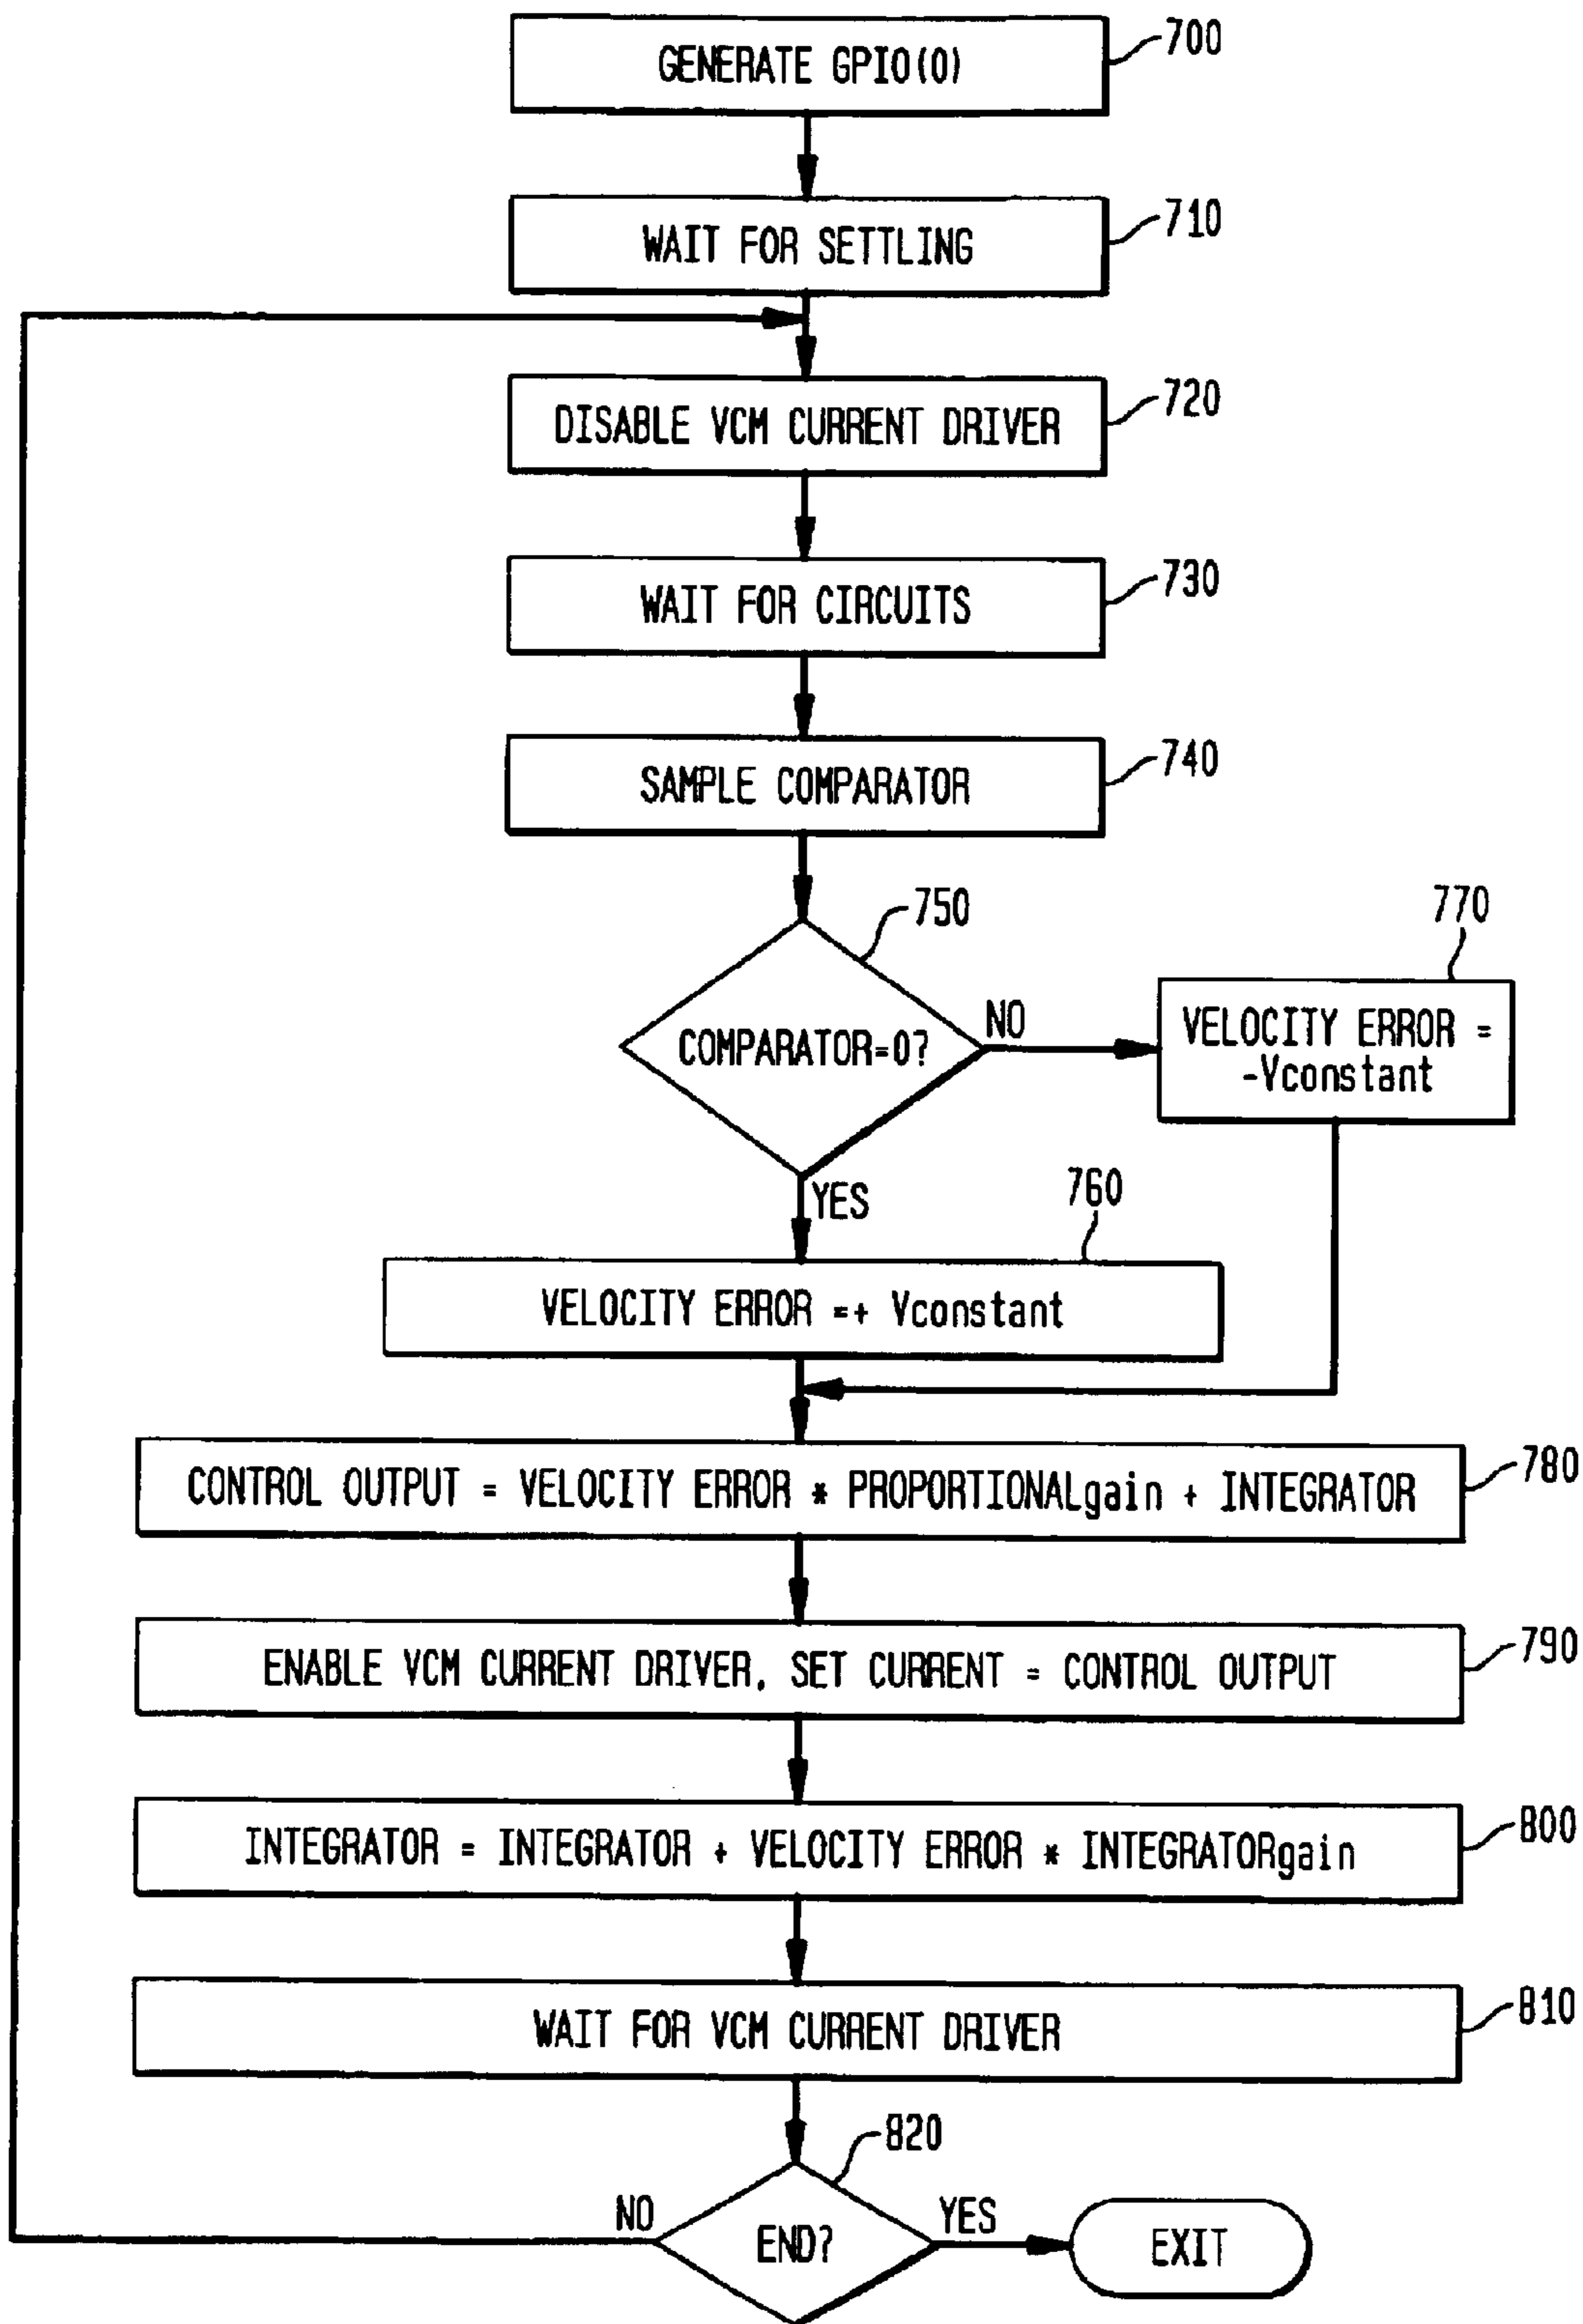 GENERATE GPIO(0)
700
WAIT FOR SETTLING
710
DISABLE VCM CURRENT DRIVER
720
WAIT FOR CIRCUITS
730
SAMPLE COMPARATOR
740
750
COMPARATOR=0?
NO
770
VELOCITY ERROR =
-Vconstant
YES
760
VELOCITY ERROR =+ Vconstant
CONTROL OUTPUT = VELOCITY ERROR * PROPORTIONALgain + INTEGRATOR
780
ENABLE VCM CURRENT DRIVER, SET CURRENT = CONTROL OUTPUT
790
INTEGRATOR = INTEGRATOR + VELOCITY ERROR * INTEGRATORgain
800
WAIT FOR VCM CURRENT DRIVER
810
820
NO
END?
YES
EXIT